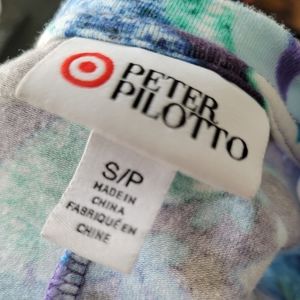 PETER
PILOTTO
S/P
MADE IN
CHINA
FABRIQUÉ EN
CHINE